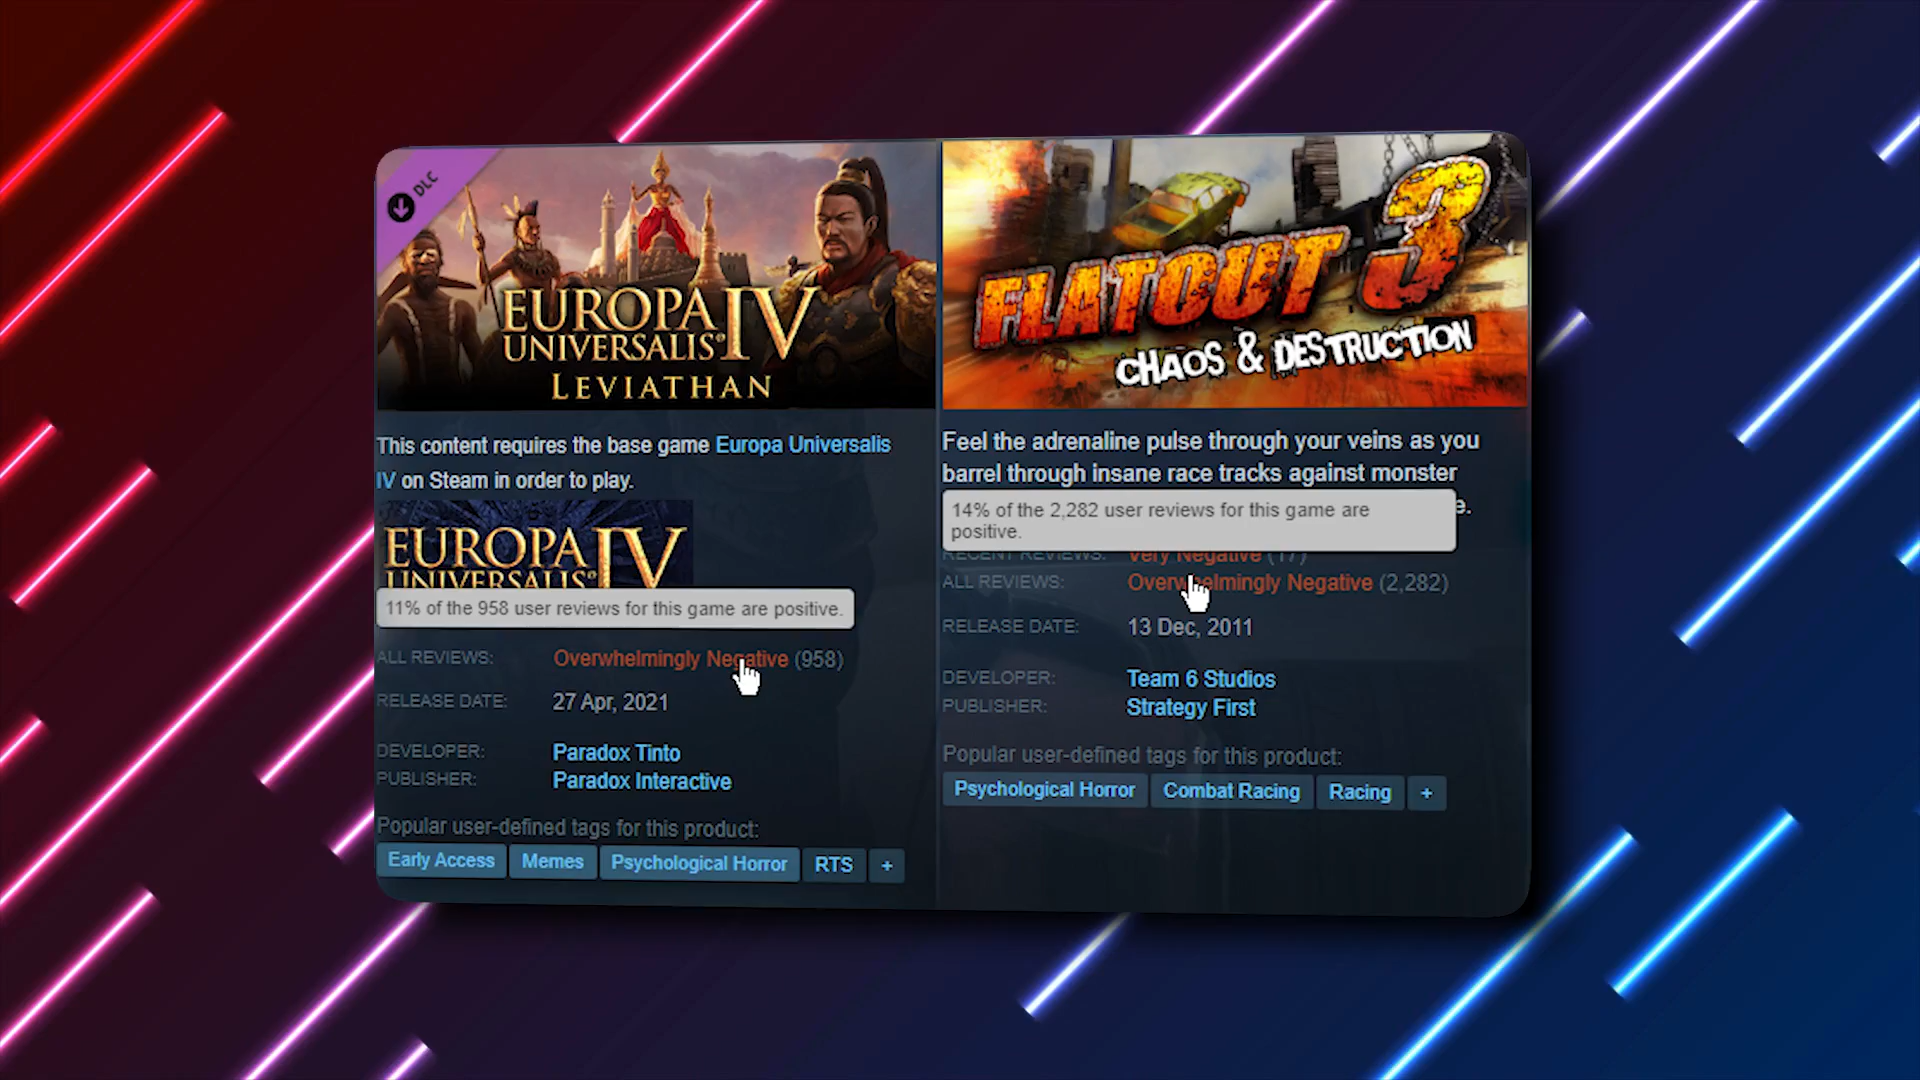 DLC
EUROPA
UNIVERSALIS IV
LEVIATHAN
This content requires the base game Europa Universalis
IV on Steam in order to play.
EUROPA
UNIVERSALIS IV
11% of the 958 user reviews for this game are positive.
ALL REVIEWS: Overwhelmingly Negative (958)
RELEASE DATE: 27 Apr, 2021
DEVELOPER: Paradox Tinto
PUBLISHER: Paradox Interactive
Popular user-defined tags for this product:
Early Access Memes Psychological Horror RTS +
FLATOUT 3
CHAOS & DESTRUCTION
Feel the adrenaline pulse through your veins as you
barrel through insane race tracks against monster
e.
14% of the 2,282 user reviews for this game are
positive.
RECENT REVIEWS: Very Negative (17)
ALL REVIEWS: Overwhelmingly Negative (2,282)
RELEASE DATE: 13 Dec, 2011
DEVELOPER: Team 6 Studios
PUBLISHER: Strategy First
Popular user-defined tags for this product:
Psychological Horror Combat Racing Racing +